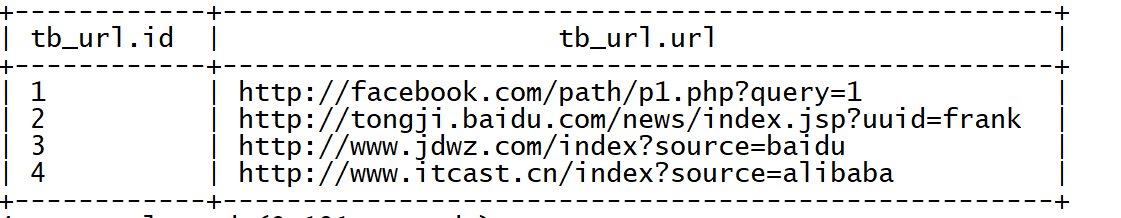 +------------+----------------------------------------------------+
| tb_url.id  |                     tb_url.url                     |
+------------+----------------------------------------------------+
| 1          | http://facebook.com/path/p1.php?query=1            |
| 2          | http://tongji.baidu.com/news/index.jsp?uuid=frank  |
| 3          | http://www.jdwz.com/index?source=baidu             |
| 4          | http://www.itcast.cn/index?source=alibaba          |
+------------+----------------------------------------------------+